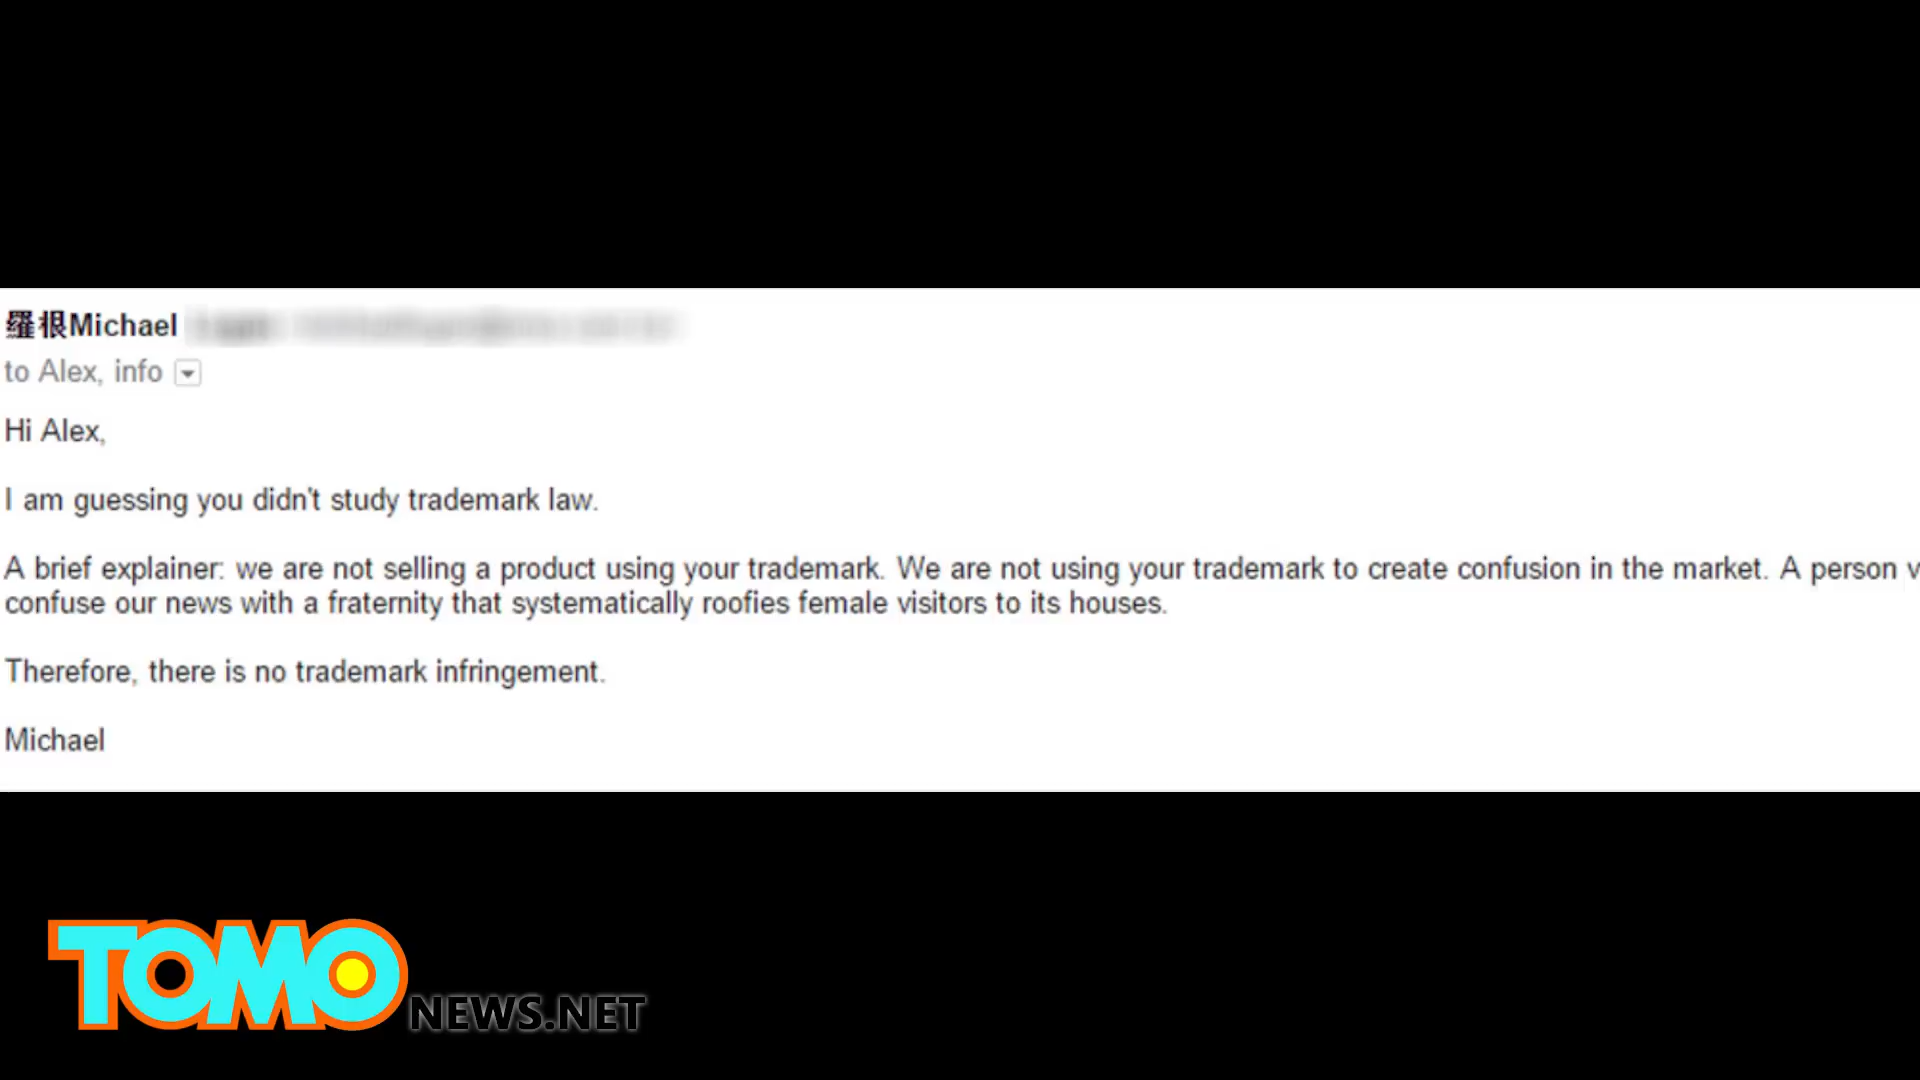 羅根Michael
to Alex, info
Hi Alex,
I am guessing you didn't study trademark law.
A brief explainer: we are not selling a product using your trademark. We are not using your trademark to create confusion in the market. A person
confuse our news with a fraternity that systematically roofies female visitors to its houses.
Therefore, there is no trademark infringement.
Michael
TOMO NEWS.NET